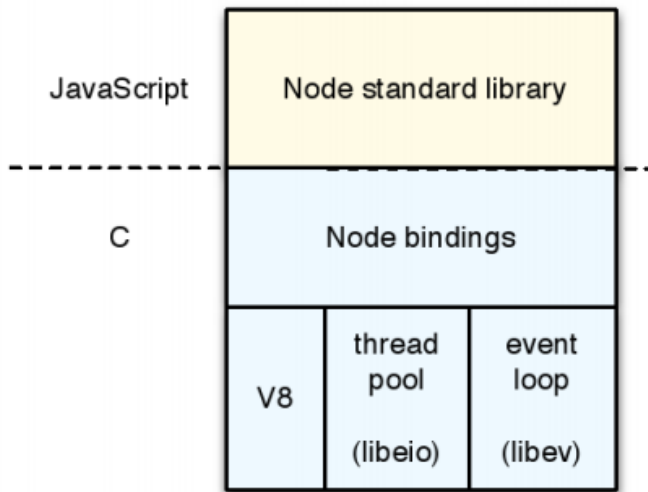 JavaScript
Node standard library
C
Node bindings
V8
thread
pool
(libeio)
event
loop
(libev)